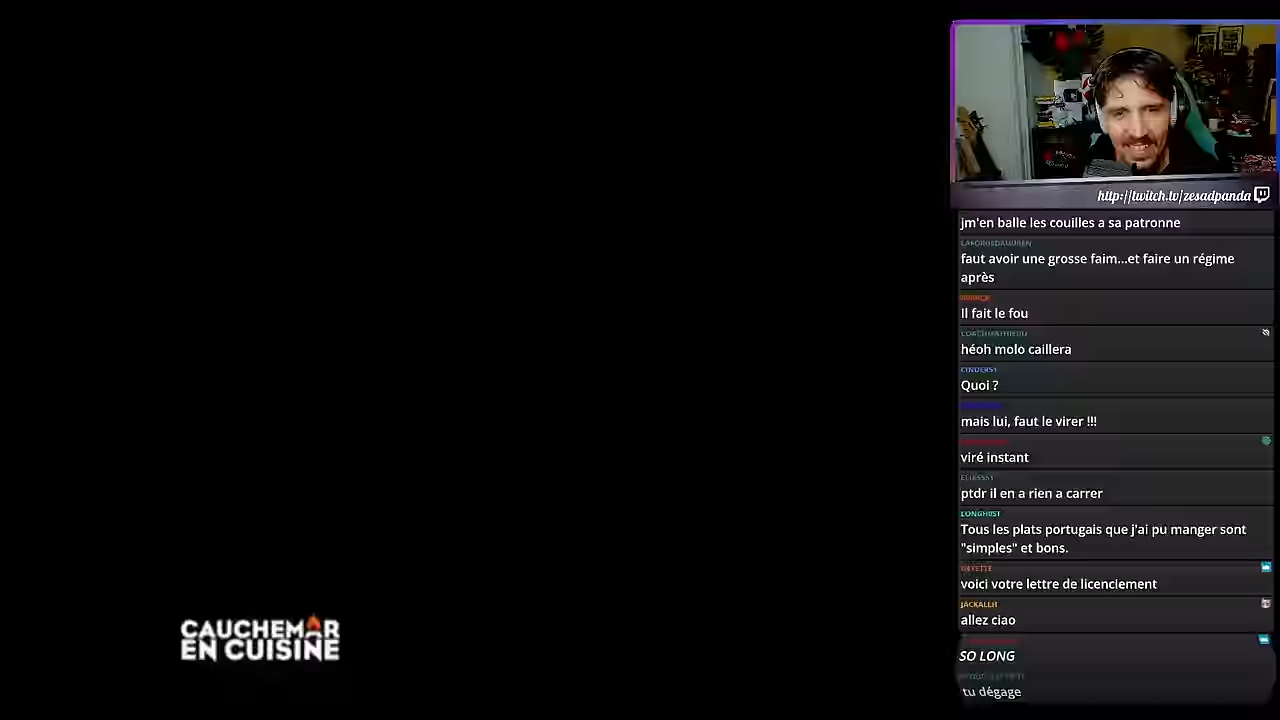 http://twitch.tv/zesadpanda
jm'en balle les couilles a sa patronne
faut avoir une grosse faim...et faire un régime
après
Il fait le fou
COACHMATHIEU
héoh molo caillera
CINDERS1
Quoi ?
mais lui, faut le virer !!!
viré instant
ptdr il en a rien a carrer
LONGH0ST
Tous les plats portugais que j'ai pu manger sont
"simples" et bons.
voici votre lettre de licenciement
allez ciao
SO LONG
tu dégage
CAUCHEMAR
EN CUISINE